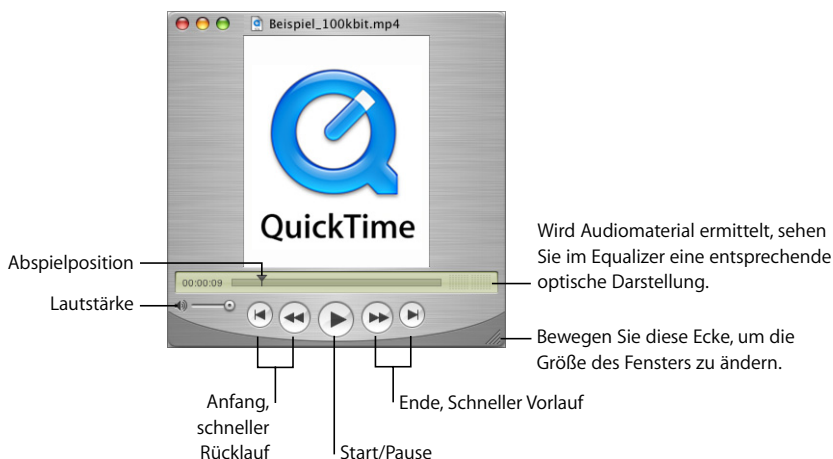 Beispiel_100kbit.mp4
QuickTime
Wird Audiomaterial ermittelt, sehen
Sie im Equalizer eine entsprechende
optische Darstellung.
Abspielposition
00:00:09
Lautstärke
Bewegen Sie diese Ecke, um die
Größe des Fensters zu ändern.
Anfang,
schneller
Rücklauf
Ende, Schneller Vorlauf
Start/Pause